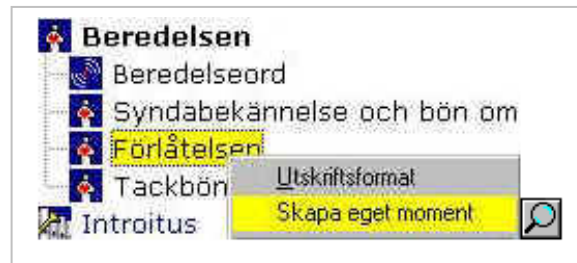 Beredelsen
Beredelseord
Syndabekännelse och bön om
Förlåtelsen
Utskriftsformat
Tackbön
Skapa eget moment
Introitus